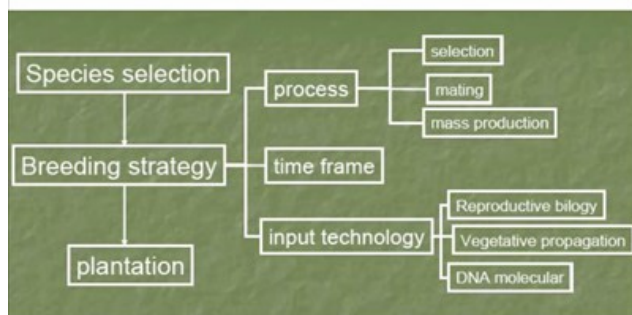 Species selection
Breeding strategy
plantation
process
time frame
input technology
selection
mating
mass production
Reproductive bilogy
Vegetative propagation
DNA molecular